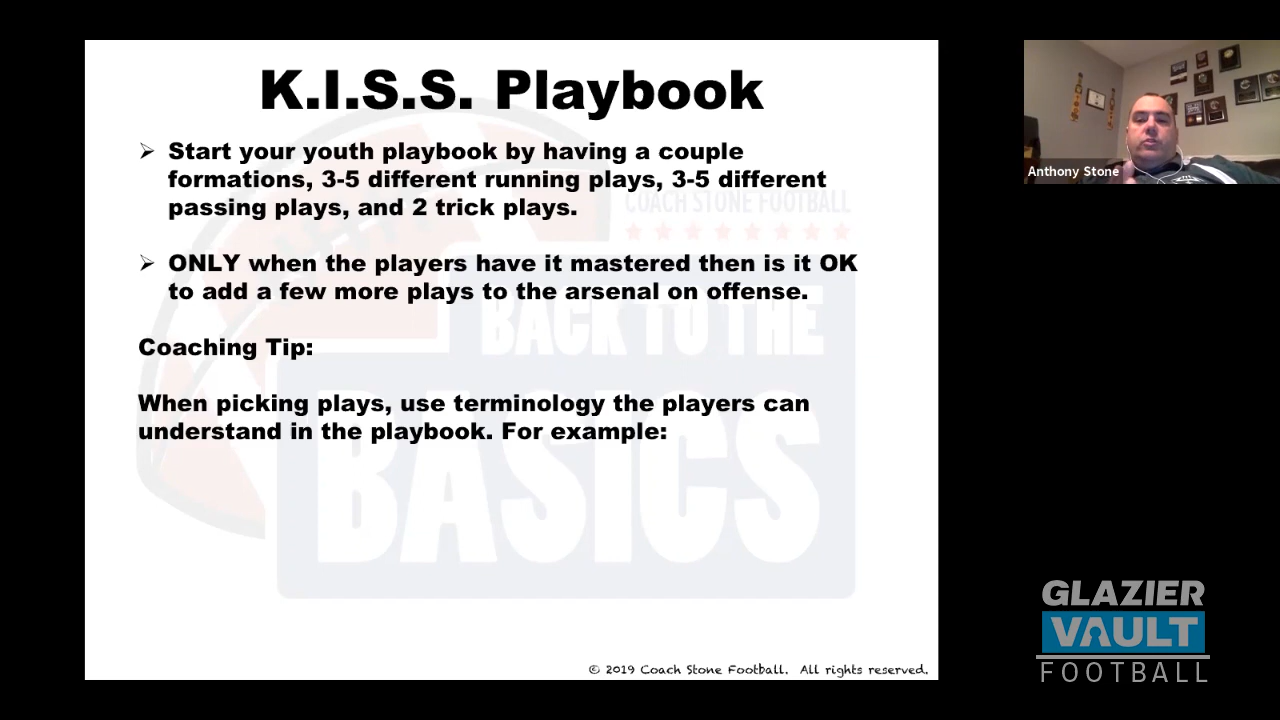 K.I.S.S. Playbook
➢ Start your youth playbook by having a couple
formations, 3-5 different running plays, 3-5 different
passing plays, and 2 trick plays.
➢ ONLY when the players have it mastered then is it OK
to add a few more plays to the arsenal on offense.
Coaching Tip:
When picking plays, use terminology the players can
understand in the playbook. For example:
COACH STONE FOOTBALL
BACK TO THE
BASICS
© 2019 Coach Stone Football. All rights reserved.
Anthony Stone
GLAZIER
VAULT
FOOTBALL